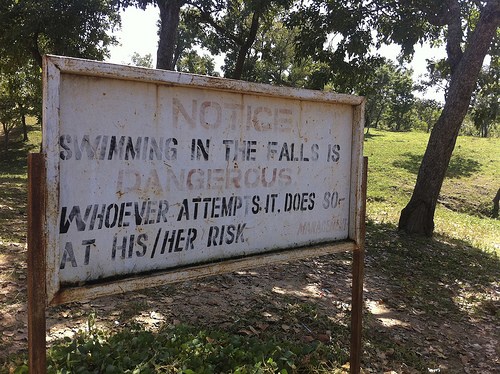 NOTICE
SWIMMING IN THE FALLS IS
DANGEROUS
WHOEVER ATTEMPTS.IT. DOES SO-
AT HIS/HER RISK.